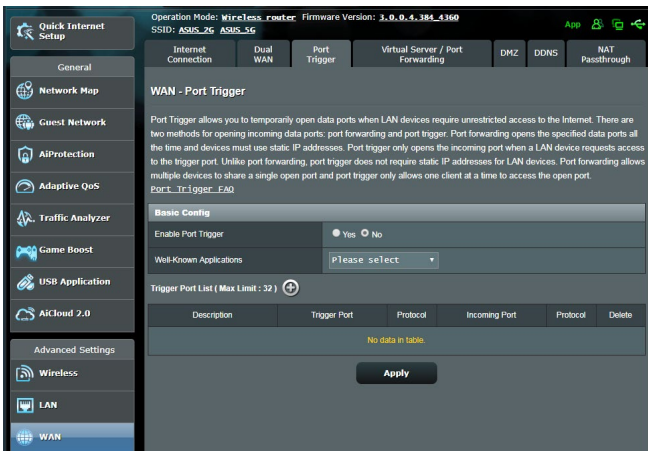 Quick Internet
Setup
General
Network Map
Guest Network
AiProtection
Adaptive QoS
Traffic Analyzer
Game Boost
USB Application
AiCloud 2.0
Advanced Settings
Wireless
LAN
WAN
Operation Mode: Wireless router Firmware Version: 3.0.0.4.384_4360
SSID: ASUS_2G ASUS_5G
App
Internet
Connection
Dual
WAN
Port
Trigger
Virtual Server / Port
Forwarding
DMZ
DDNS
NAT
Passthrough
WAN - Port Trigger
Port Trigger allows you to temporarily open data ports when LAN devices require unrestricted access to the Internet. There are
two methods for opening incoming data ports: port forwarding and port trigger. Port forwarding opens the specified data ports all
the time and devices must use static IP addresses. Port trigger only opens the incoming port when a LAN device requests access
to the trigger port. Unlike port forwarding, port trigger does not require static IP addresses for LAN devices. Port forwarding allows
multiple devices to share a single open port and port trigger only allows one client at a time to access the open port.
Port Trigger FAQ
Basic Config
Enable Port Trigger Yes No
Well-Known Applications Please select
Trigger Port List ( Max Limit : 32 )
Description Trigger Port Protocol Incoming Port Protocol Delete
No data in table.
Apply